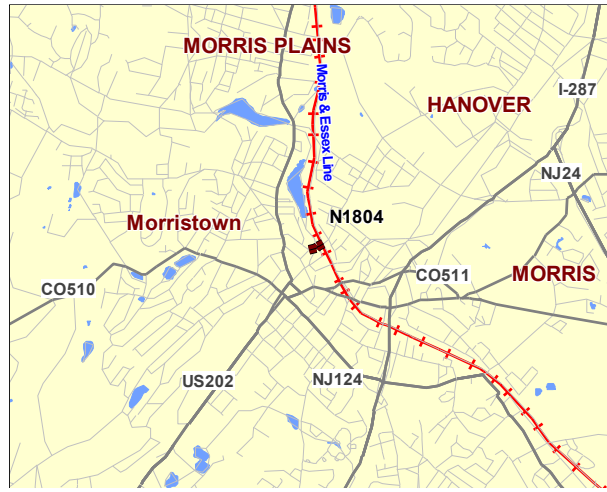 MORRIS PLAINS
Morris & Essex Line
I-287
HANOVER
NJ24
N1804
Morristown
CO511
MORRIS
CO510
US202
NJ124